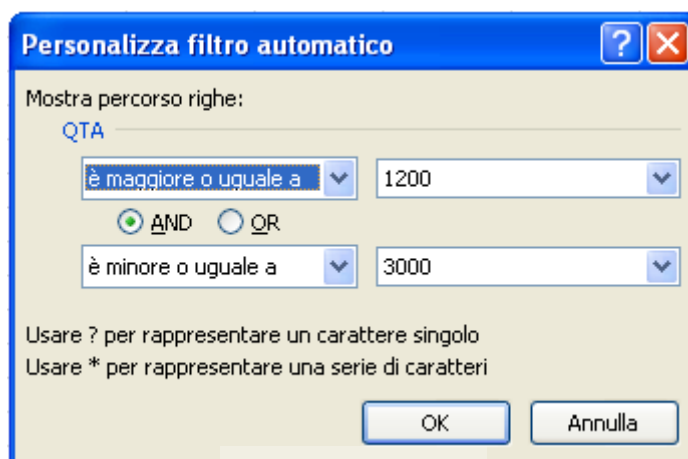 Personalizza filtro automatico
Mostra percorso righe:
QTA
è maggiore o uguale a 1200
AND OR
è minore o uguale a 3000
Usare ? per rappresentare un carattere singolo
Usare * per rappresentare una serie di caratteri
OK Annulla